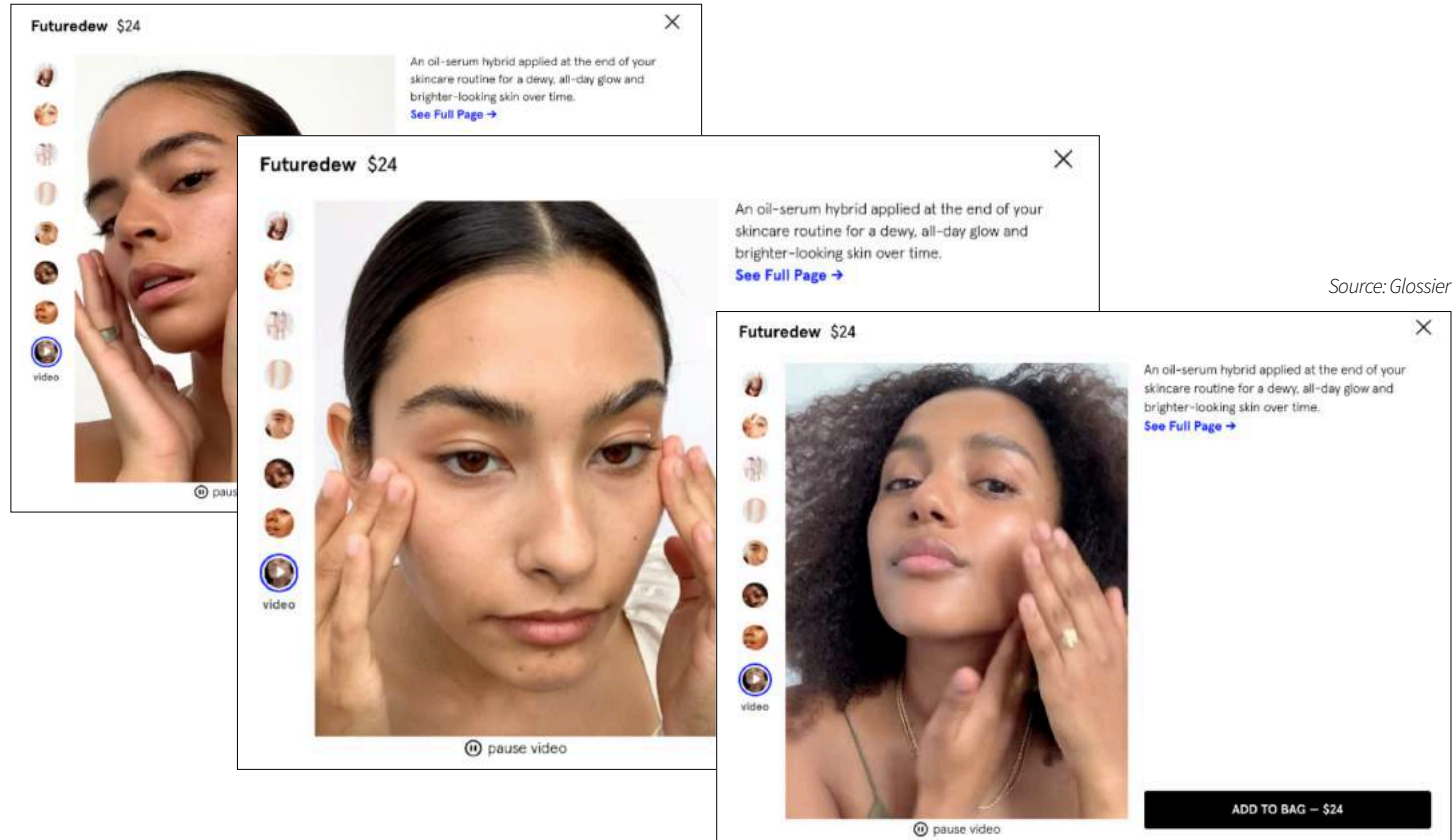 Futuredew $24
An oil-serum hybrid applied at the end of your
skincare routine for a dewy, all-day glow and
brighter-looking skin over time.
See Full Page →
video
Futuredew $24
An oil-serum hybrid applied at the end of your
skincare routine for a dewy, all-day glow and
brighter-looking skin over time.
See Full Page →
video
pause video
Source: Glossier
Futuredew $24
An oil-serum hybrid applied at the end of your
skincare routine for a dewy, all-day glow and
brighter-looking skin over time.
See Full Page →
video
pause video
ADD TO BAG — $24